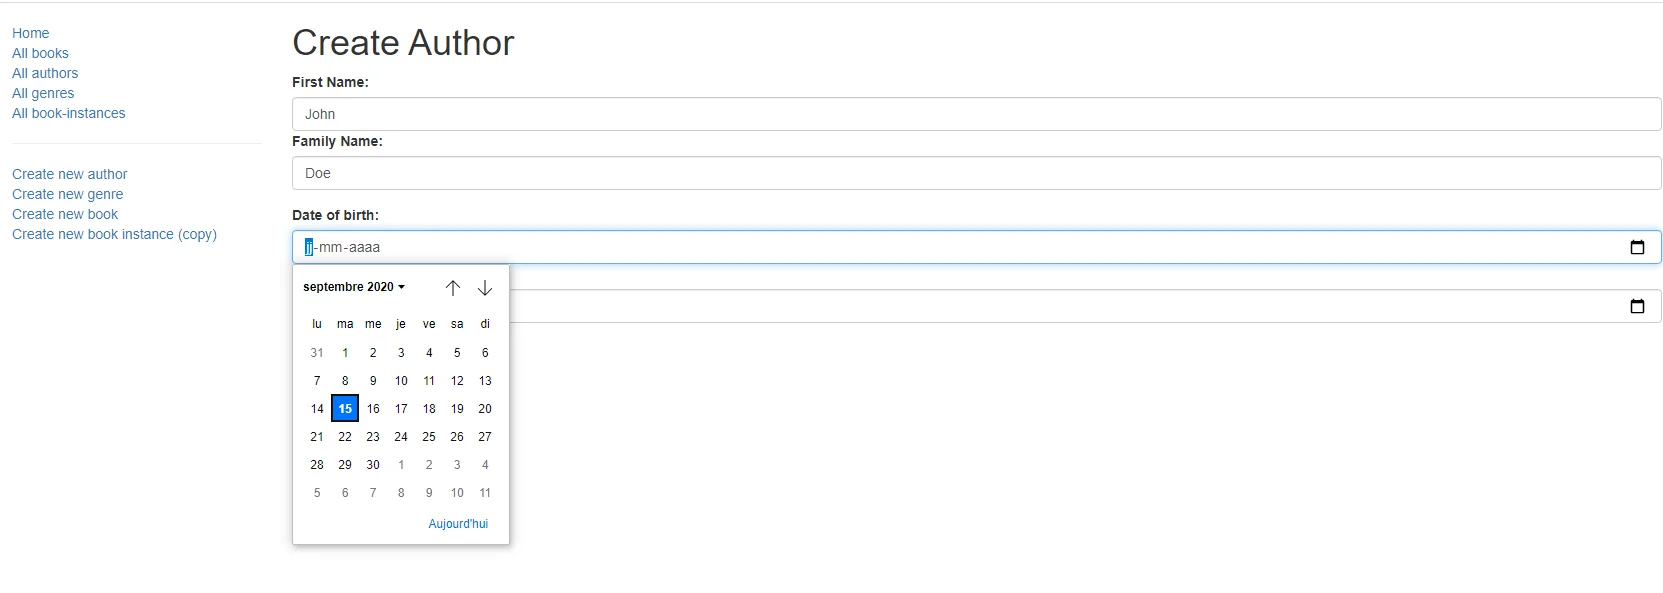 Home
All books
All authors
All genres
All book-instances
Create new author
Create new genre
Create new book
Create new book instance (copy)
Create Author
First Name:
John
Family Name:
Doe
Date of birth:
jj-mm-aaaa
septembre 2020
lu ma me je ve sa di
31 1 2 3 4 5 6
7 8 9 10 11 12 13
14 15 16 17 18 19 20
21 22 23 24 25 26 27
28 29 30 1 2 3 4
5 6 7 8 9 10 11
Aujourd'hui